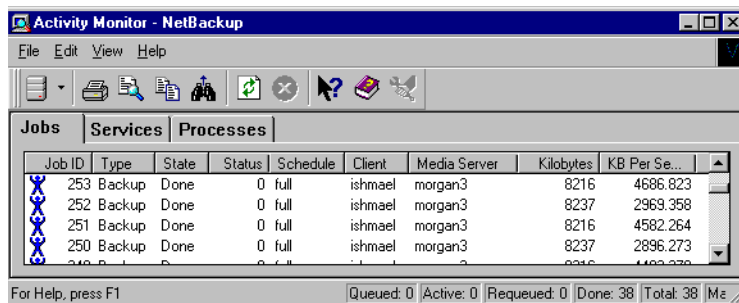 Activity Monitor - NetBackup
File Edit View Help
Jobs Services Processes
Job ID Type State Status Schedule Client Media Server Kilobytes KB Per Se...
253 Backup Done 0 full ishmael morgan3 8216 4686.823
252 Backup Done 0 full ishmael morgan3 8237 2969.358
251 Backup Done 0 full ishmael morgan3 8216 4582.264
250 Backup Done 0 full ishmael morgan3 8237 2896.273
For Help, press F1 Queued: 0 Active: 0 Requeued: 0 Done: 38 Total: 38 Ma